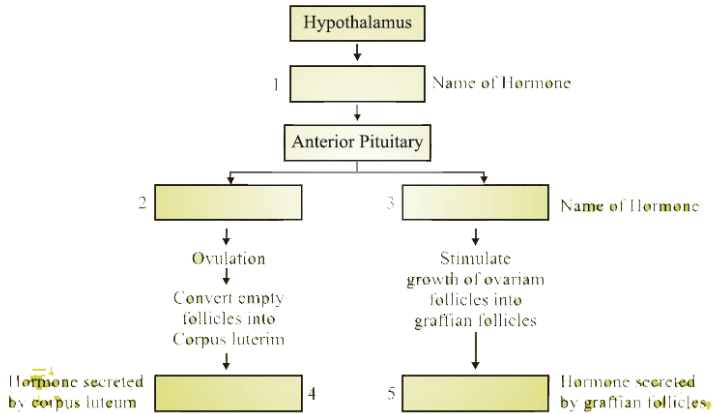 Hypothalamus
1
Name of Hormone
Anterior Pituitary
2
3
Name of Hormone
Ovulation
Stimulate
growth of ovariam
follicles into
graffian follicles
Convert empty
follicles into
Corpus luterim
Hormone secreted
by corpus luteum
4
5
Hormone secreted
by graffian follicles